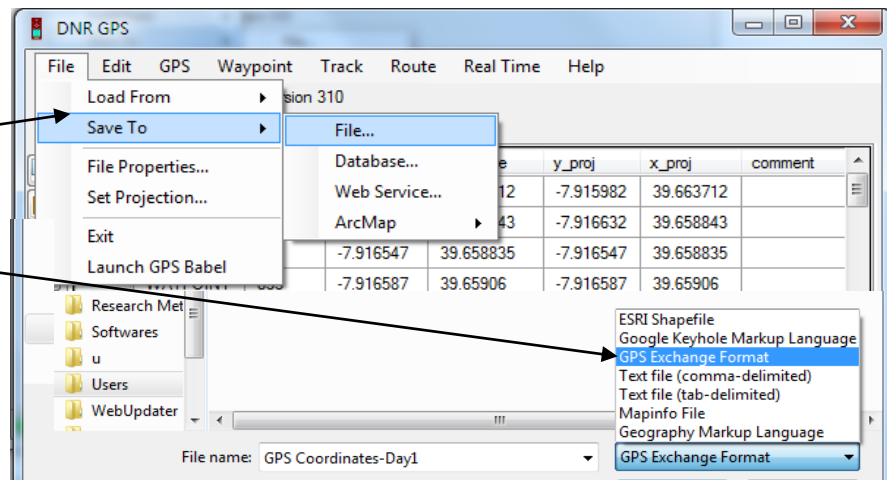 DNR GPS
File Edit GPS Waypoint Track Route Real Time Help
Load From sion 310
Save To File...
File Properties... Database... e y_proj x_proj comment
Set Projection... Web Service... 12 -7.915982 39.663712
ArcMap 43 -7.916632 39.658843
Exit -7.916547 39.658835 -7.916547 39.658835
Launch GPS Babel -7.916587 39.65906 -7.916587 39.65906
Research Met
Softwares
u
Users
WebUpdater
ESRI Shapefile
Google Keyhole Markup Language
GPS Exchange Format
Text file (comma-delimited)
Text file (tab-delimited)
Mapinfo File
Geography Markup Language
File name: GPS Coordinates-Day1 GPS Exchange Format